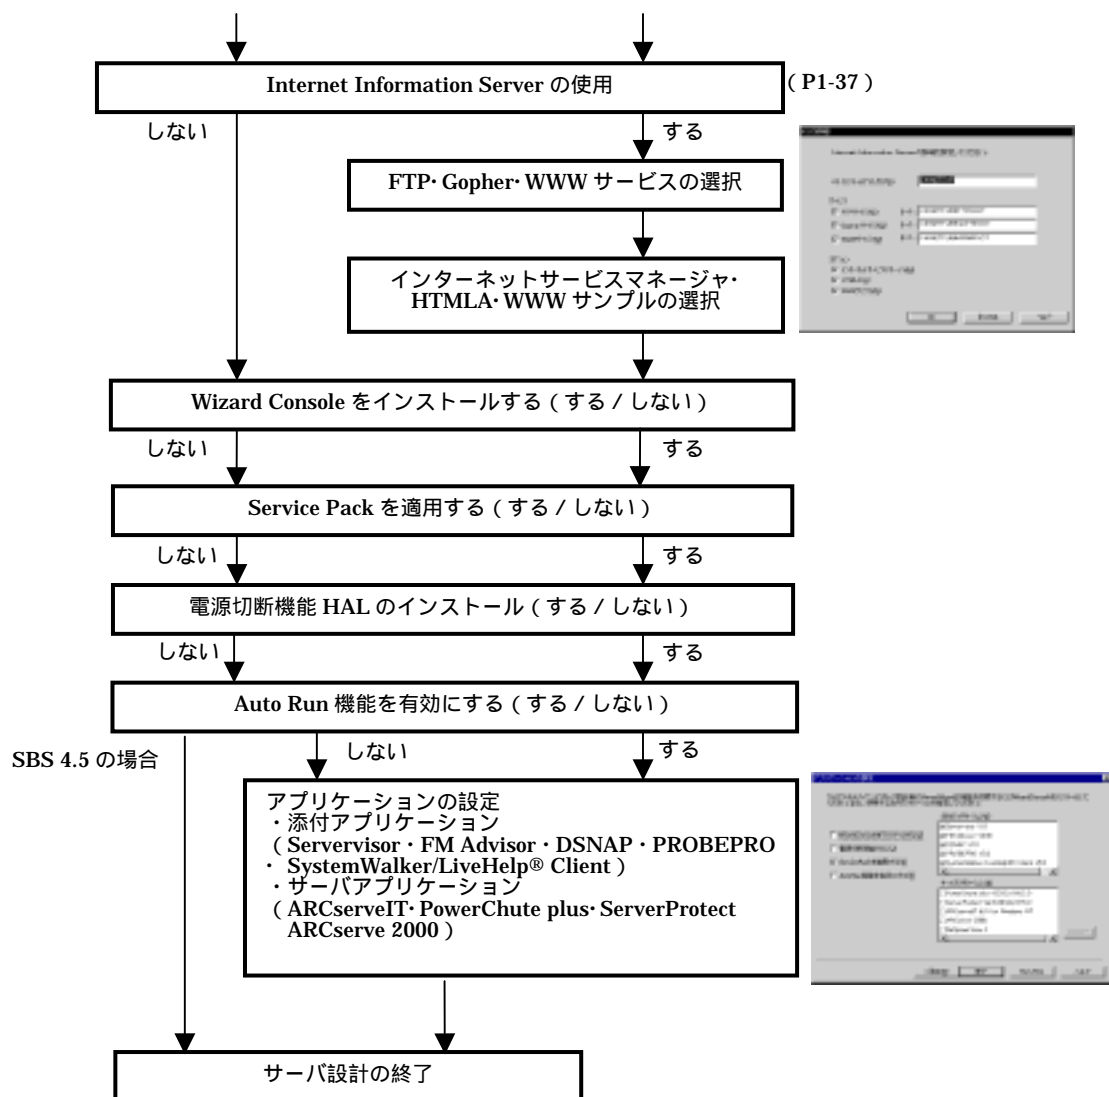 Internet Information Server の使用
( P1-37 )
しない
する
FTP･Gopher･WWW サービスの選択
インターネットサービスマネージャ･
HTMLA･WWW サンプルの選択
Wizard Console をインストールする ( する / しない )
しない
する
Service Pack を適用する ( する / しない )
しない
する
電源切断機能 HAL のインストール ( する / しない )
しない
する
Auto Run 機能を有効にする ( する / しない )
SBS 4.5 の場合
しない
する
アプリケーションの設定
・添付アプリケーション
( Servervisor・FM Advisor・DSNAP・PROBEPRO
・ SystemWalker/LiveHelp® Client )
・サーバアプリケーション
( ARCserveIT･PowerChute plus･ServerProtect
ARCserve 2000 )
サーバ設計の終了